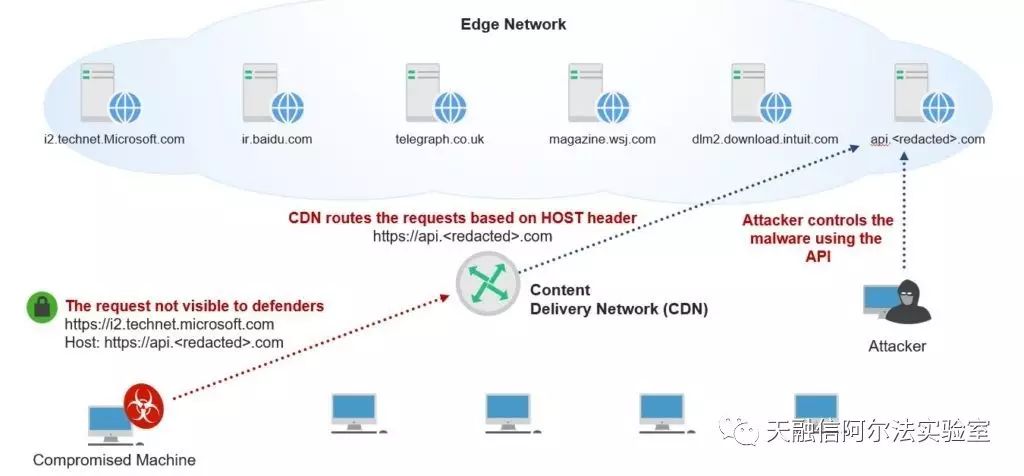 Edge Network
i2.technet.Microsoft.com
ir.baidu.com
telegraph.co.uk
magazine.wsj.com
dlm2.download.intuit.com
api.<redacted>.com
CDN routes the requests based on HOST header
https://api.<redacted>.com
Attacker controls the
malware using the
API
The request not visible to defenders
https://i2.technet.microsoft.com
Host: https://api.<redacted>.com
Content
Delivery Network (CDN)
Attacker
Compromised Machine
天融信阿尔法实验室